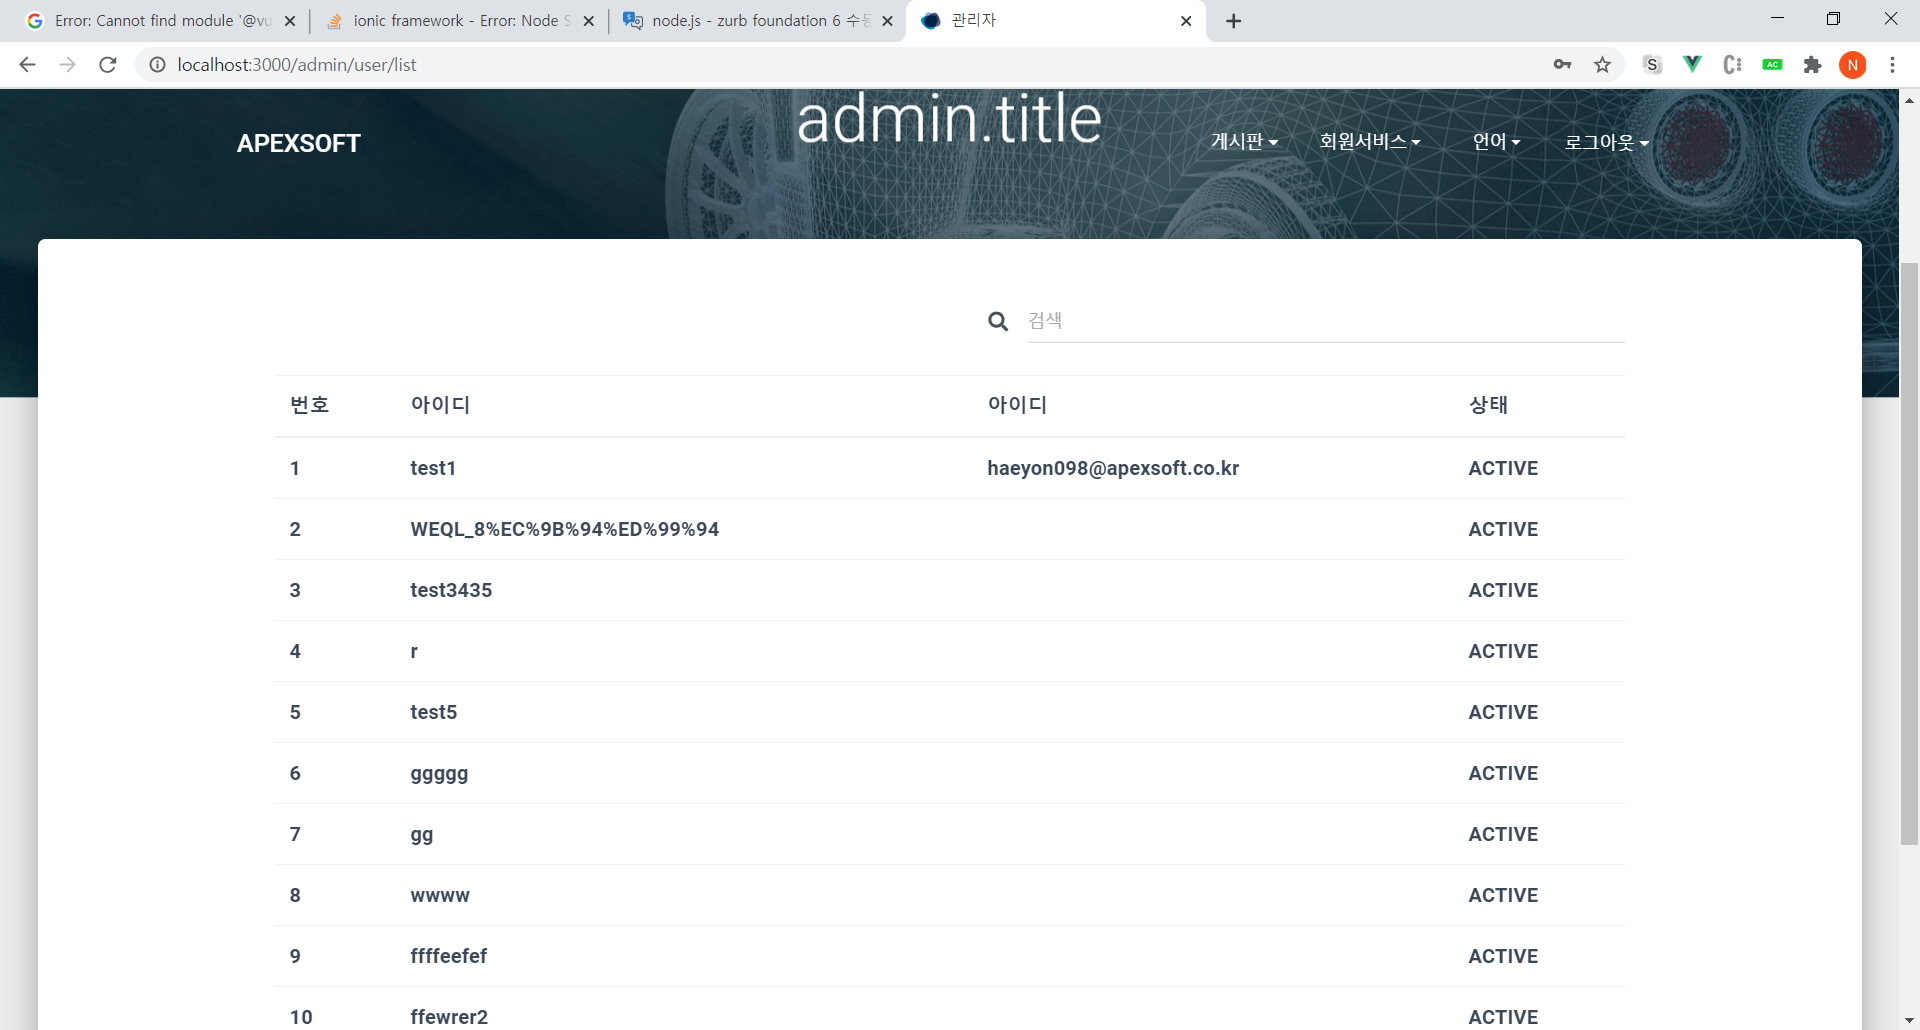 Error: Cannot find module '@vu
ionic framework - Error: Node S
node.js - zurb foundation 6 수동
관리자
localhost:3000/admin/user/list
AC
N
APEXSOFT
admin.title
게시판
회원서비스
언어
로그아웃
검색
번호 아이디 아이디 상태
1 test1 haeyon098@apexsoft.co.kr ACTIVE
2 WEQL_8%EC%9B%94%ED%99%94 ACTIVE
3 test3435 ACTIVE
4 r ACTIVE
5 test5 ACTIVE
6 ggggg ACTIVE
7 gg ACTIVE
8 wwww ACTIVE
9 ffffeefef ACTIVE
10 ffewrer2 ACTIVE